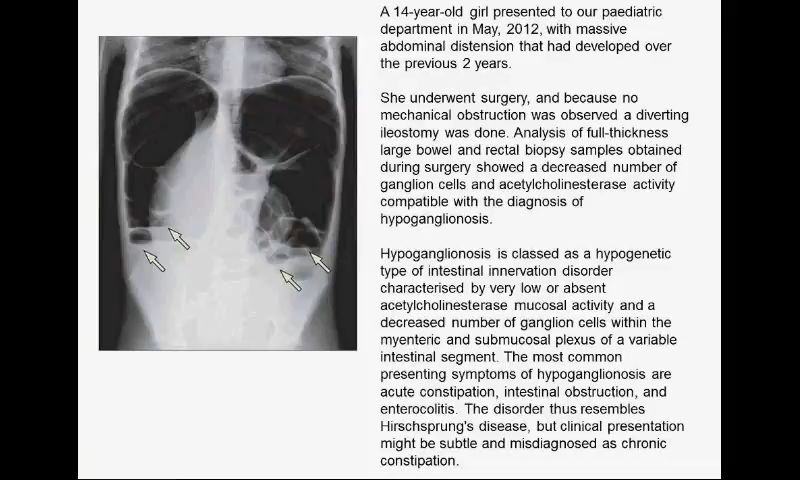 A 14-year-old girl presented to our paediatric
department in May, 2012, with massive
abdominal distension that had developed over
the previous 2 years.
She underwent surgery, and because no
mechanical obstruction was observed a diverting
ileostomy was done. Analysis of full-thickness
large bowel and rectal biopsy samples obtained
during surgery showed a decreased number of
ganglion cells and acetylcholinesterase activity
compatible with the diagnosis of
hypoganglionosis.
Hypoganglionosis is classed as a hypogenetic
type of intestinal innervation disorder
characterised by very low or absent
acetylcholinesterase mucosal activity and a
decreased number of ganglion cells within the
myenteric and submucosal plexus of a variable
intestinal segment. The most common
presenting symptoms of hypoganglionosis are
acute constipation, intestinal obstruction, and
enterocolitis. The disorder thus resembles
Hirschsprung's disease, but clinical presentation
might be subtle and misdiagnosed as chronic
constipation.